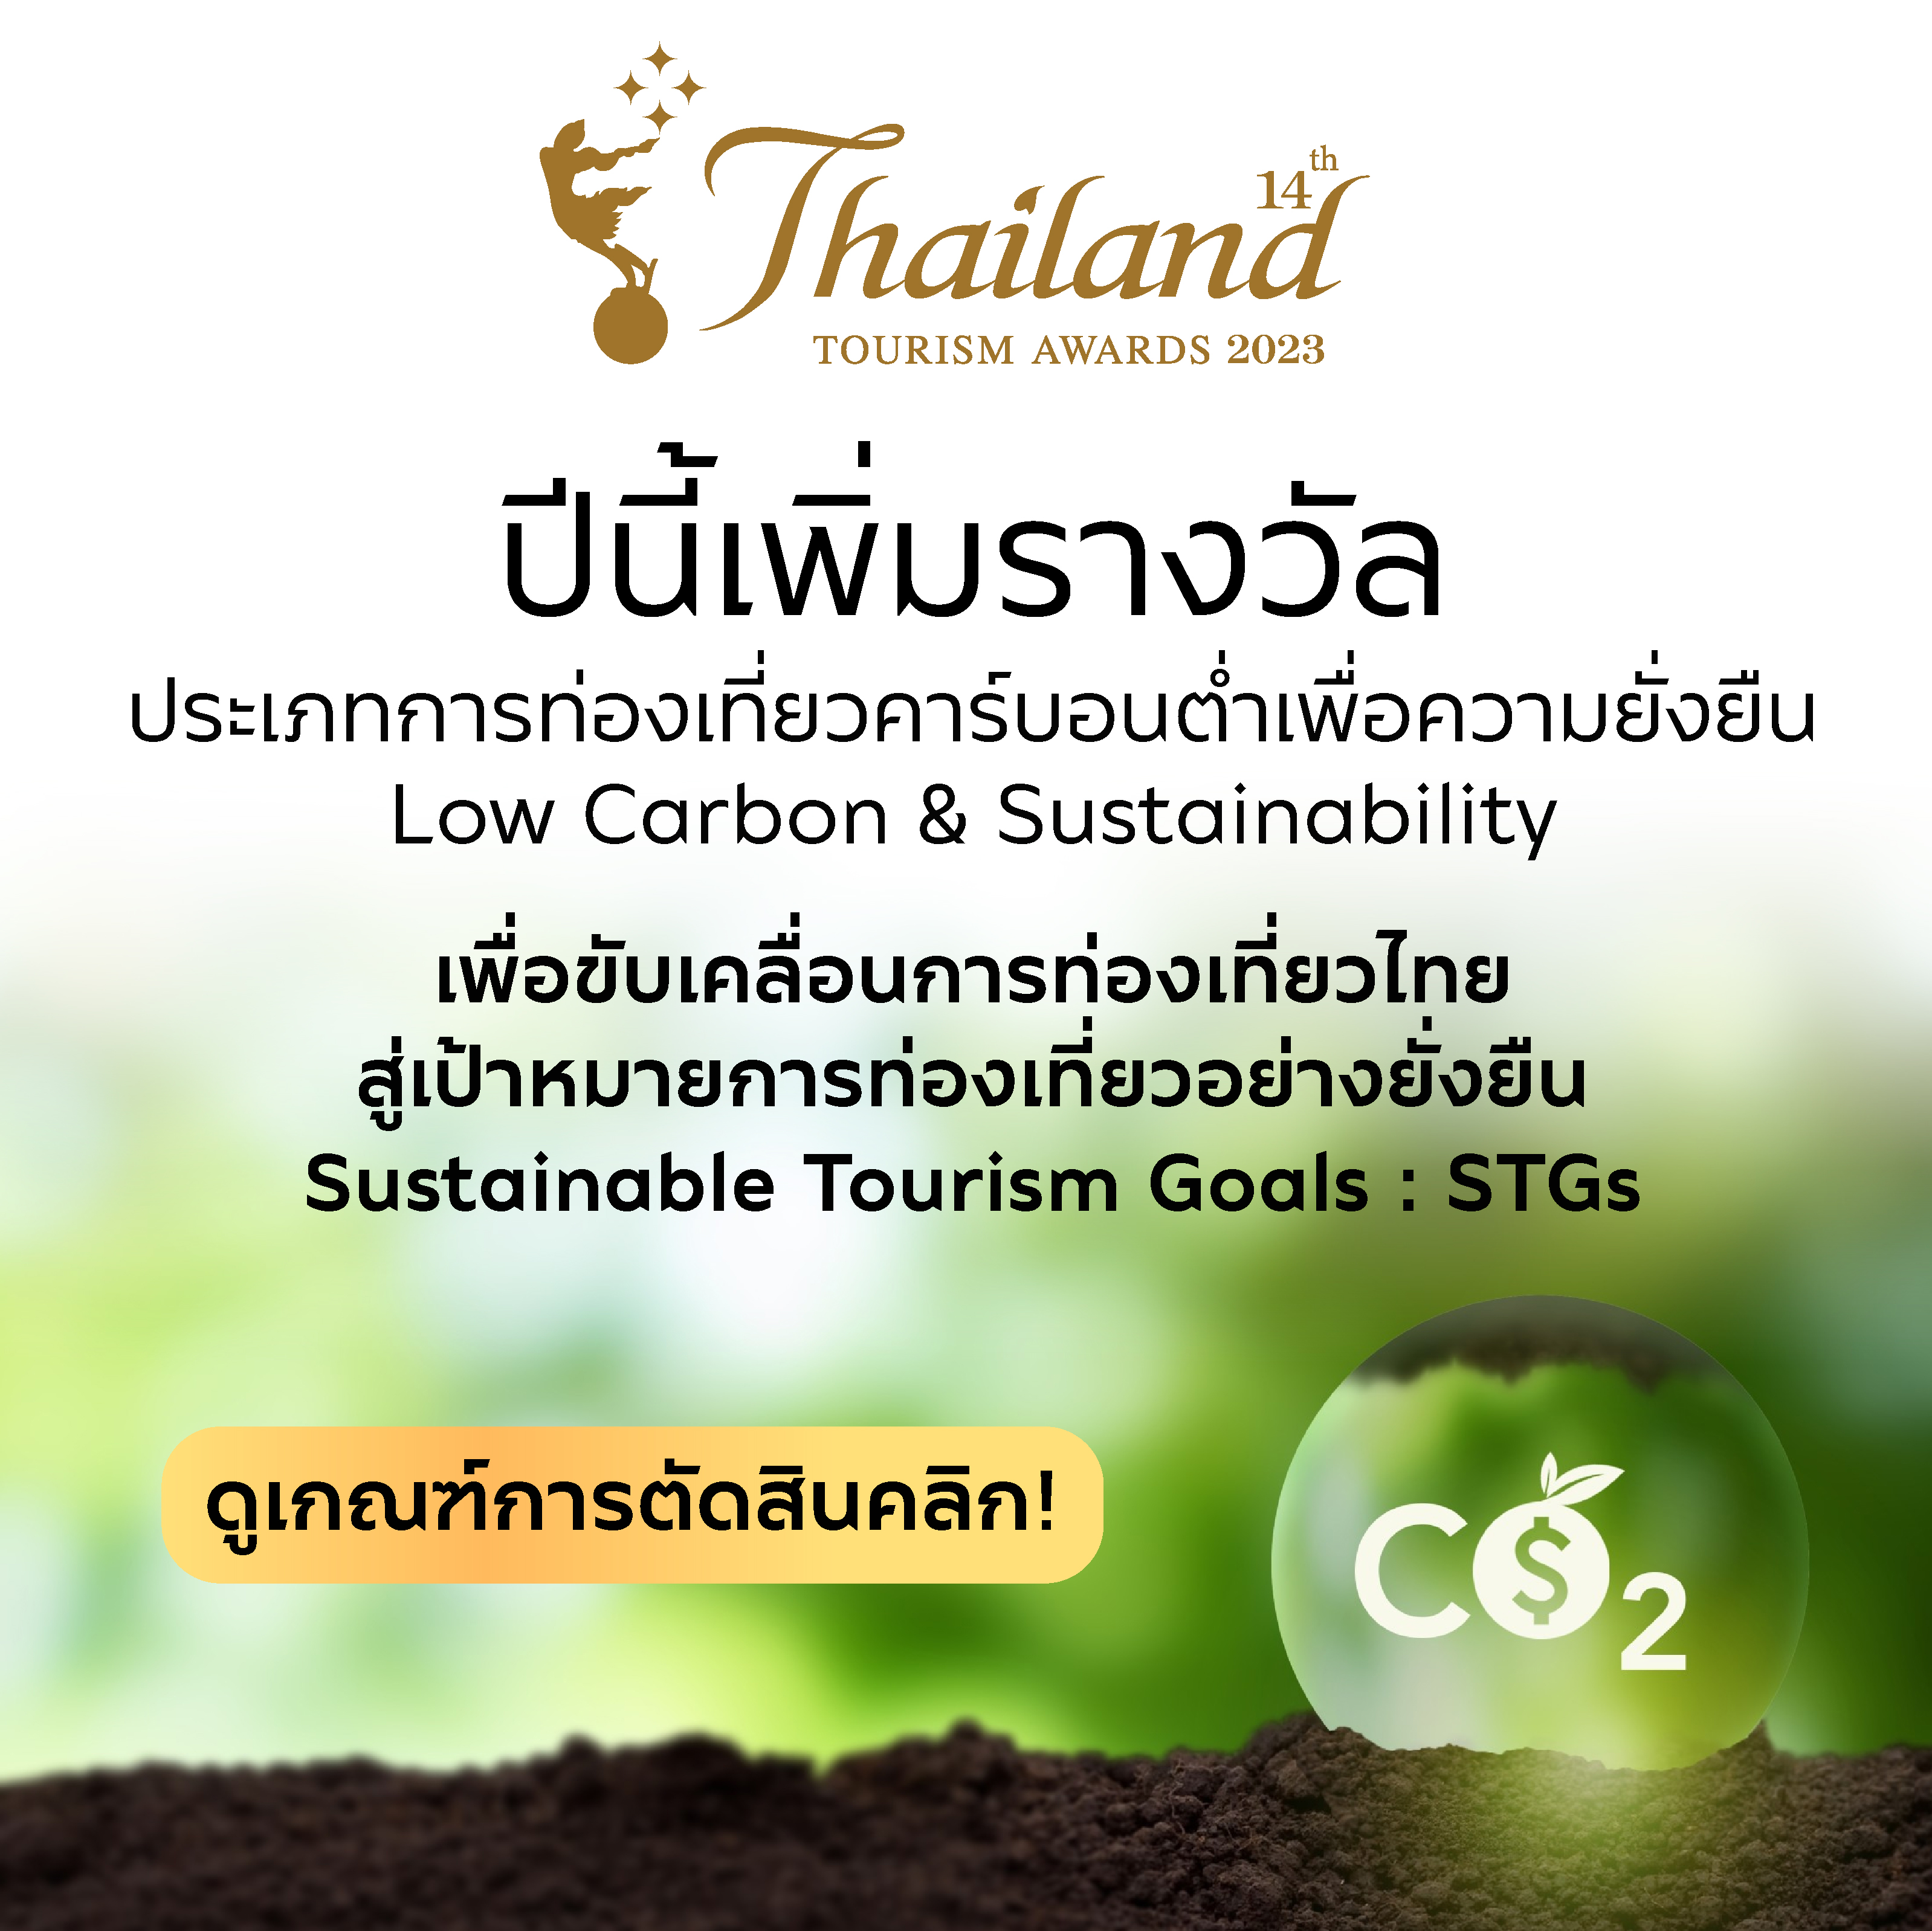 14th
Thailand
TOURISM AWARDS 2023
ปีนี้เพิ่มรางวัล
ประเภทการท่องเที่ยวคาร์บอนต่ำเพื่อความยั่งยืน
Low Carbon & Sustainability
เพื่อขับเคลื่อนการท่องเที่ยวไทย
สู่เป้าหมายการท่องเที่ยวอย่างยั่งยืน
Sustainable Tourism Goals : STGs
ดูเกณฑ์การตัดสินคลิก!
CO$2